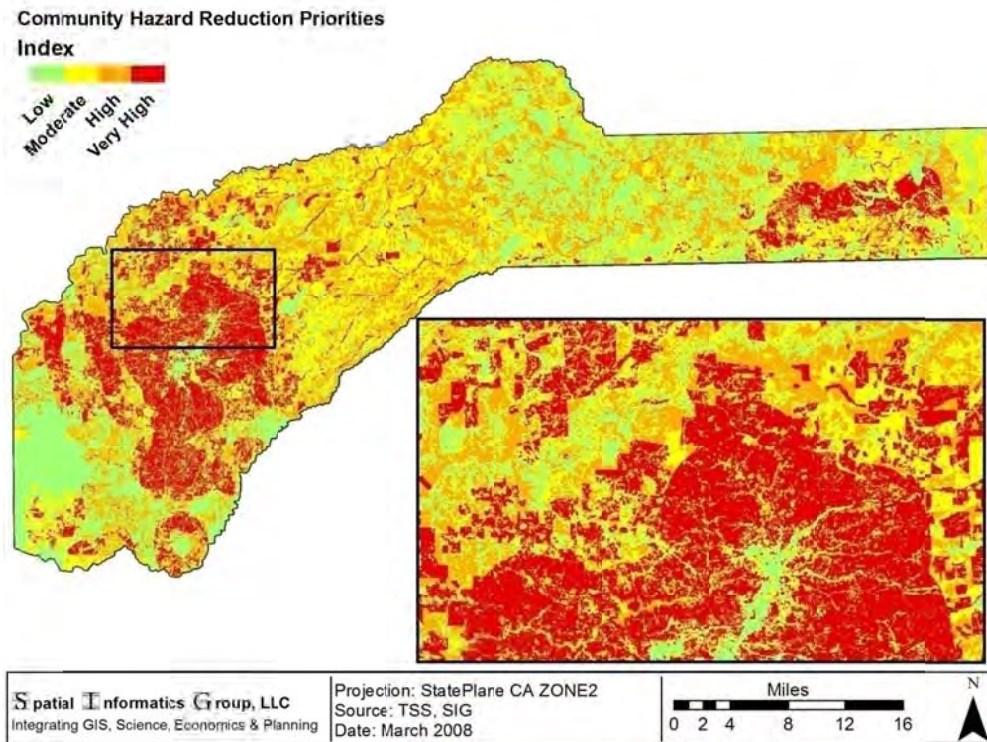 Community Hazard Reduction Priorities
Index
Low
Moderate
High
Very High
Spatial Informatics Group, LLC
Integrating GIS, Science, Economics & Planning
Projection: StatePlane CA ZONE2
Source: TSS, SIG
Date: March 2008
Miles
0 2 4 8 12 16
N